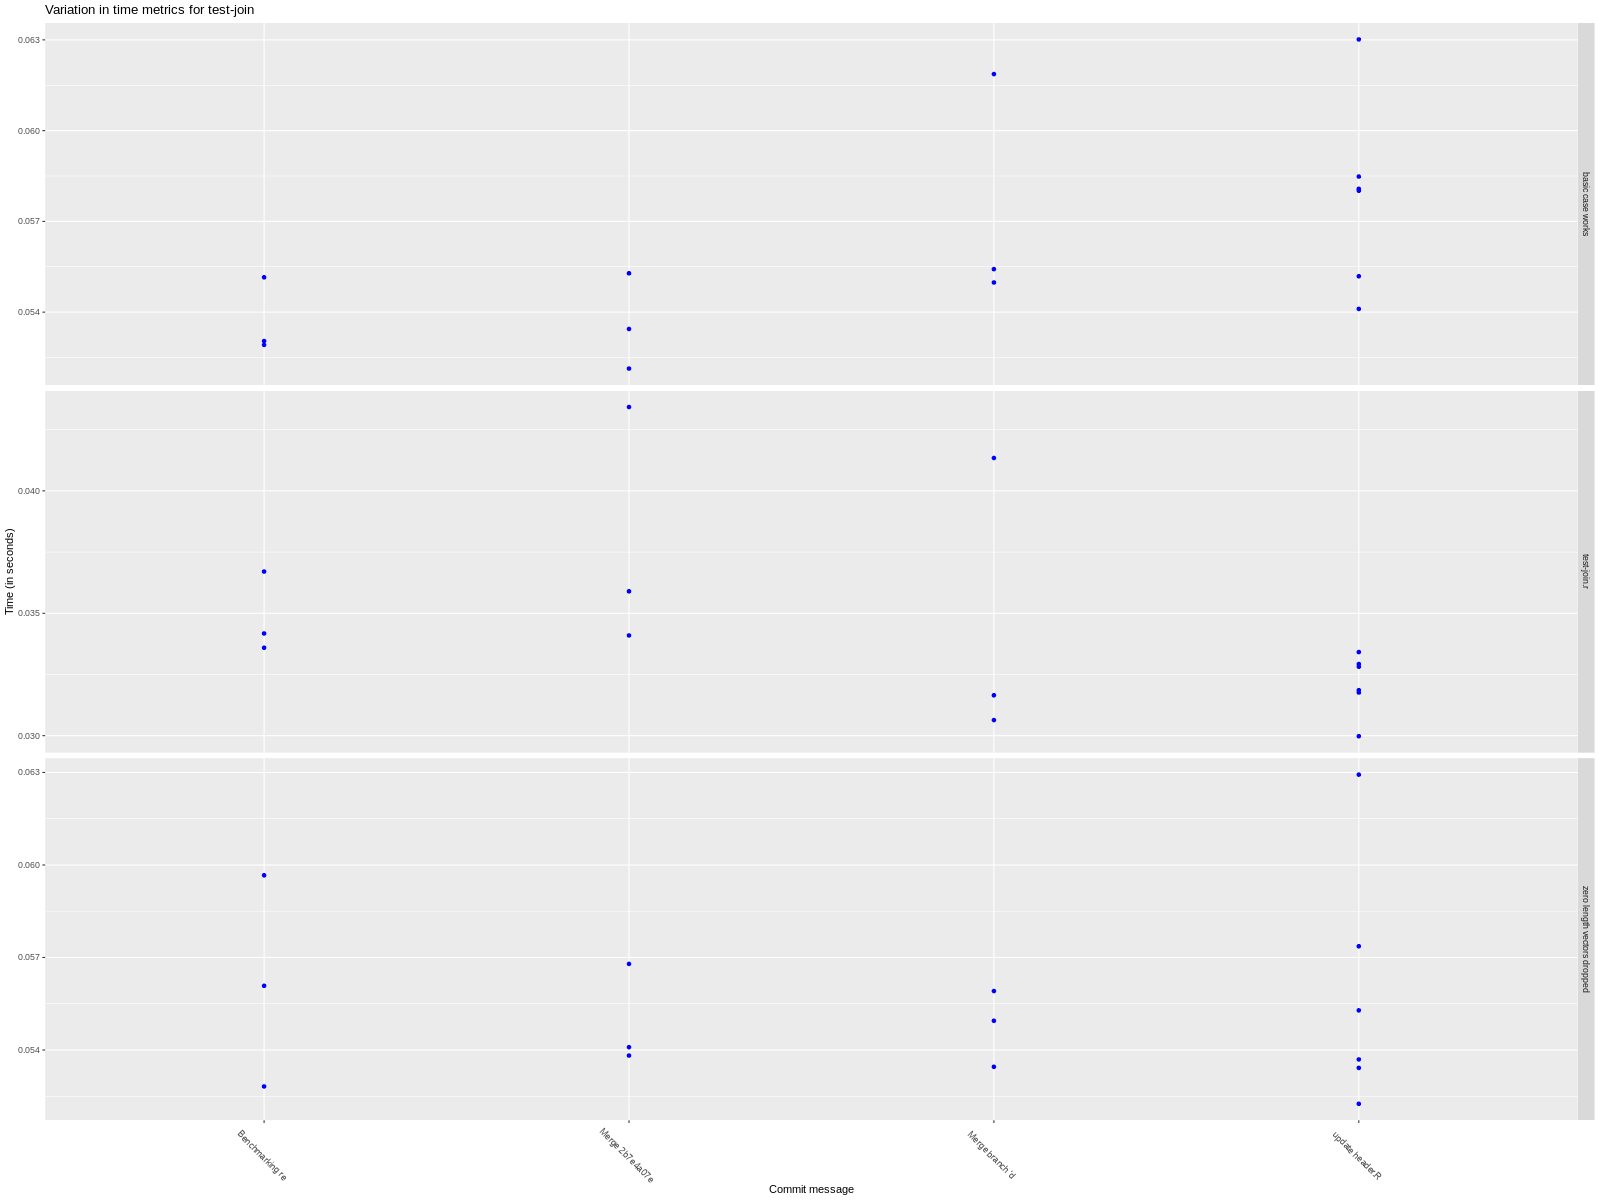 Variation in time metrics for test-join
0.063
0.060
0.057
0.054
basic case works
0.040
0.035
0.030
test-join.r
0.063
0.060
0.057
0.054
zero length vectors dropped
Time (in seconds)
Benchmarking re
Merge 2b7e4a07e
Merge branch 'd
update header.R
Commit message